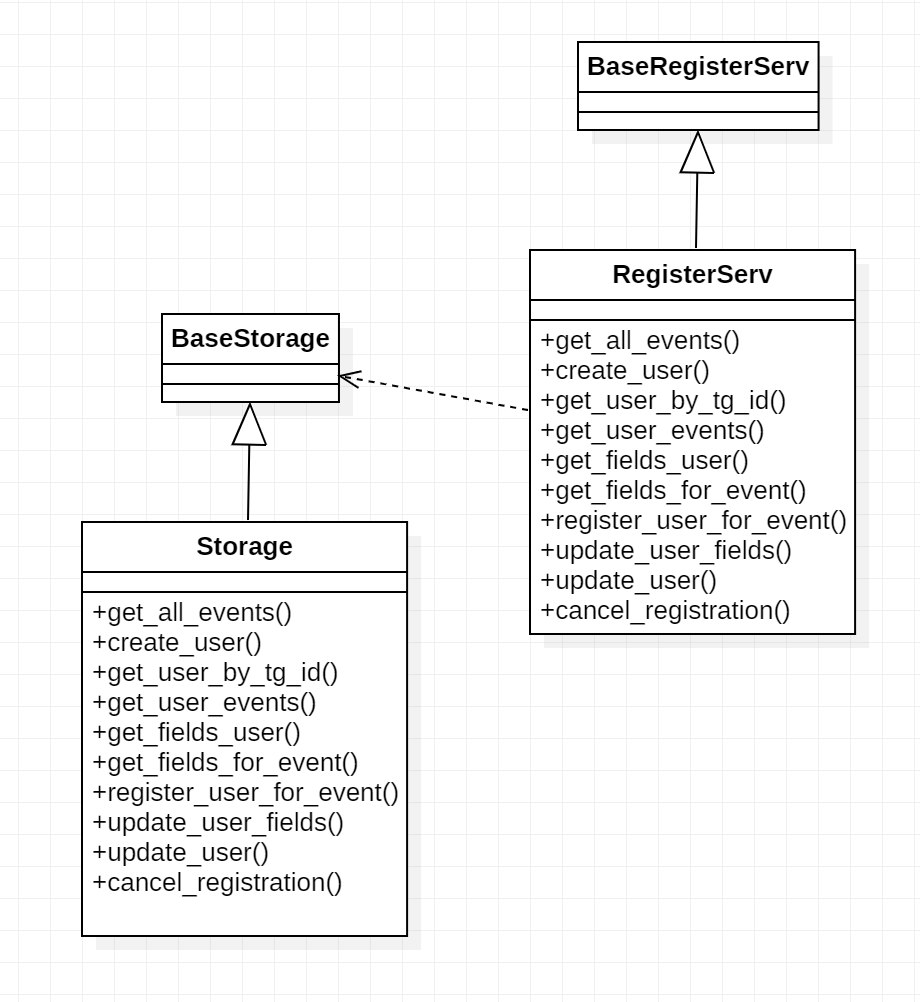 BaseRegisterServ
RegisterServ
+get_all_events()
+create_user()
+get_user_by_tg_id()
+get_user_events()
+get_fields_user()
+get_fields_for_event()
+register_user_for_event()
+update_user_fields()
+update_user()
+cancel_registration()
BaseStorage
Storage
+get_all_events()
+create_user()
+get_user_by_tg_id()
+get_user_events()
+get_fields_user()
+get_fields_for_event()
+register_user_for_event()
+update_user_fields()
+update_user()
+cancel_registration()